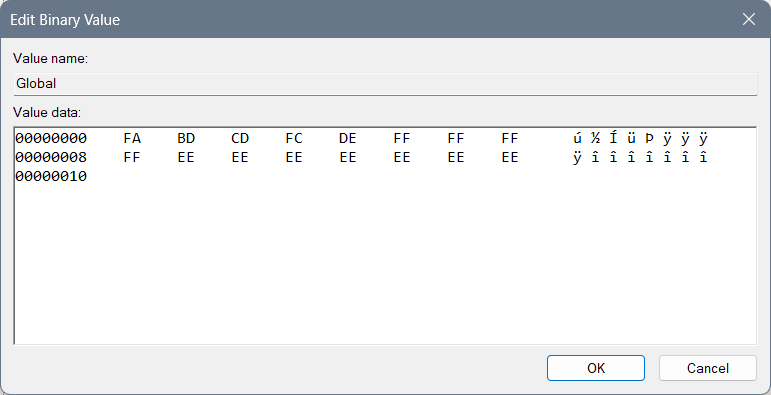 Edit Binary Value
Value name:
Global
Value data:
00000000 FA BD CD FC DE FF FF FF ú ½ Í ü Þ ÿ ÿ ÿ
00000008 FF EE EE EE EE EE EE EE ÿ î î î î î î î
00000010
OK Cancel